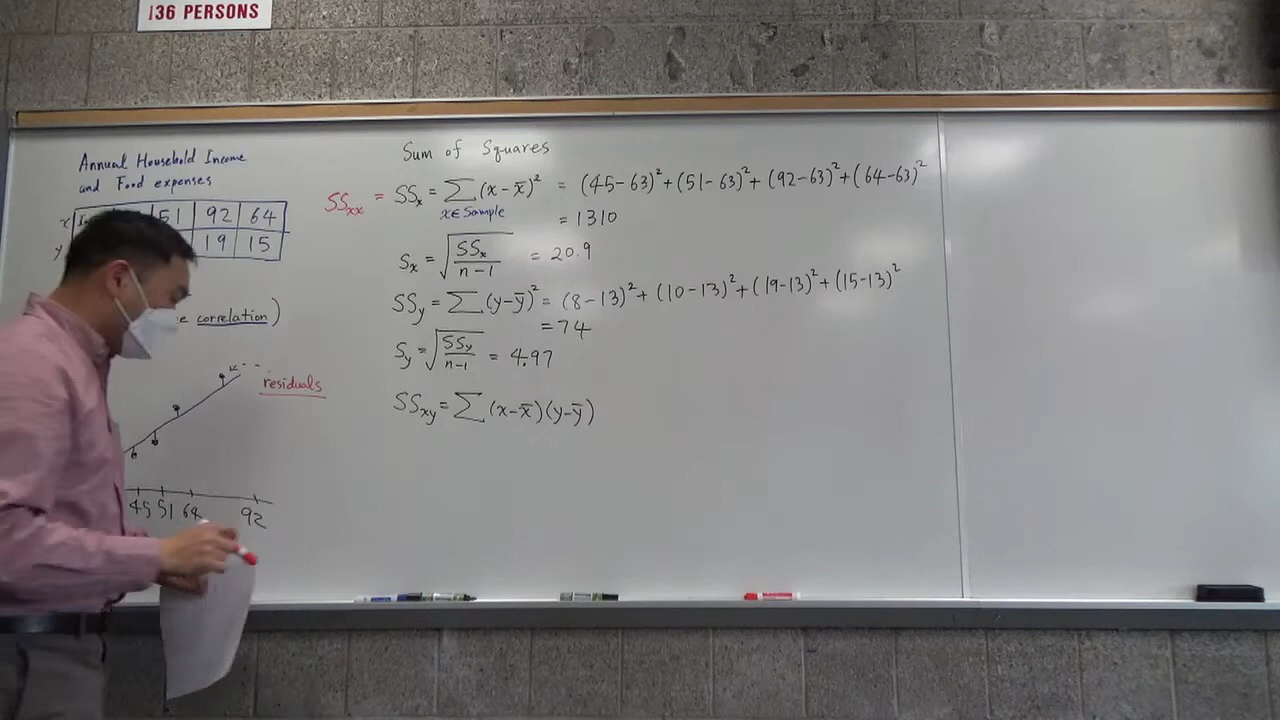 136 PERSONS
Annual Household Income
and Food expenses
x 51 92 64
y 19 15
correlation)
residuals
45 51 64 92
Sum of Squares
SSxx = SSx = ∑ (x - x̄)² = (45-63)² + (51-63)² + (92-63)² + (64-63)²
x ∈ Sample
= 1310
Sx = √(SSx / n-1) = 20.9
SSy = ∑ (y-ȳ)² = (8-13)² + (10-13)² + (19-13)² + (15-13)²
= 74
Sy = √(SSy / n-1) = 4.97
SSxy = ∑ (x-x̄)(y-ȳ)